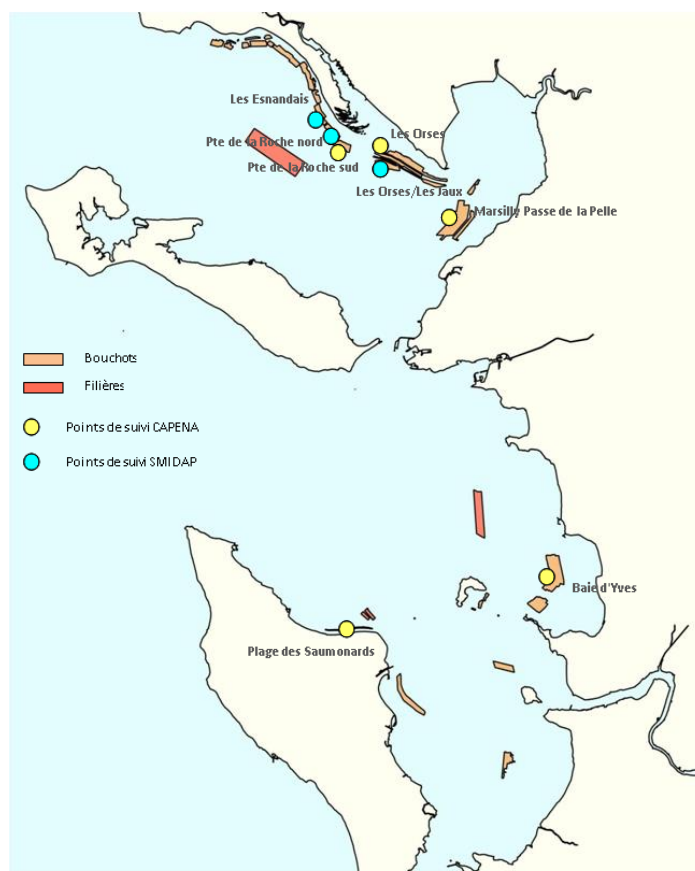 Les Esnandais
Les Orses
Pte de la Roche nord
Pte de la Roche sud
Les Orses/Les Jaux
Marsilly Passe de la Pelle
Bouchots
Filières
Points de suivi CAPENA
Points de suivi SMIDAP
Baie d'Yves
Plage des Saumonards